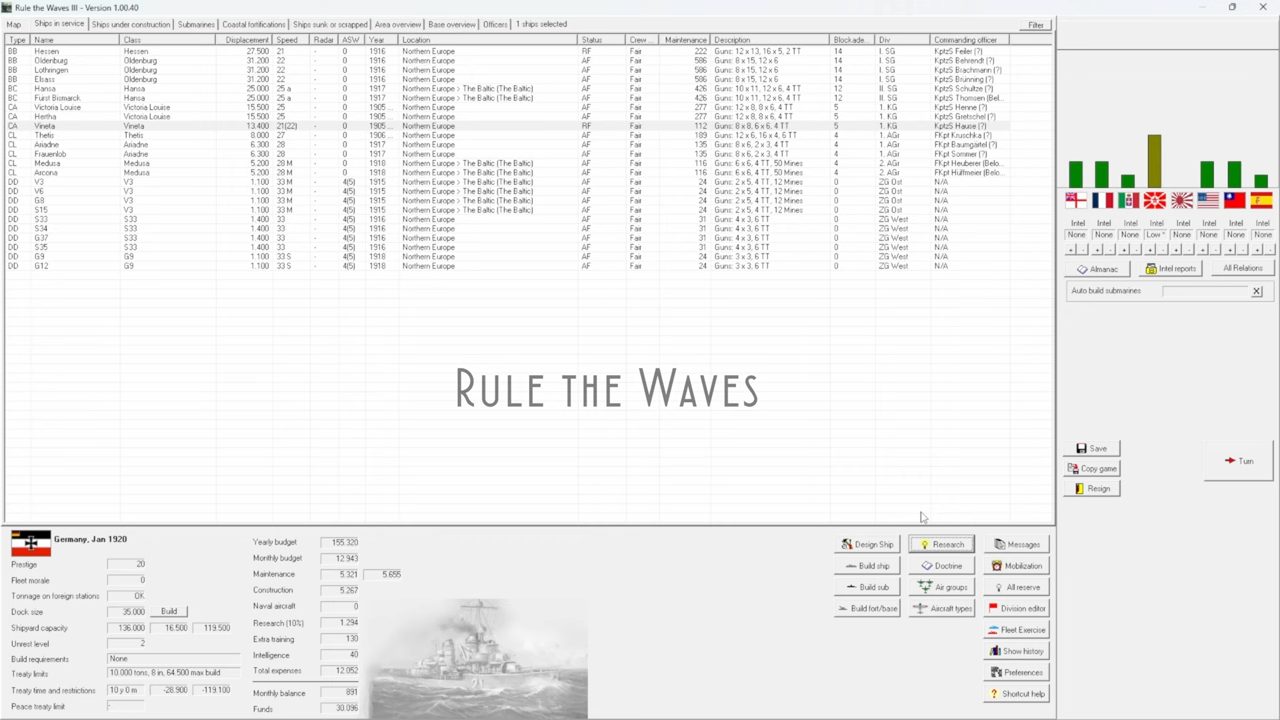 Rule the Waves III - Version 1.00.40
Map Ships in service Ships under construction Submarines Coastal fortifications Ships sunk or scrapped Area overview Base overview Officers 1 ships selected Filter
Type Name Class Displacement Speed Radar ASW Year Location Status Crew ... Maintenance Description Blockade... Div Commanding officer
BB Hessen Hessen 27.500 21 - 0 1916 Northern Europe RF Fair 222 Guns: 12 x 13, 16 x 5, 2 TT 14 I. SG KptzS Feiler (?)
BB Oldenburg Oldenburg 31.200 22 - 0 1916 Northern Europe AF Fair 586 Guns: 8 x 15, 12 x 6 14 I. SG KptzS Behrendt (?)
BB Lothringen Oldenburg 31.200 22 - 0 1916 Northern Europe AF Fair 586 Guns: 8 x 15, 12 x 6 14 I. SG KptzS Brachmann (?)
BB Elsass Oldenburg 31.200 22 - 0 1916 Northern Europe AF Fair 586 Guns: 8 x 15, 12 x 6 14 I. SG KptzS Brünning (?)
BC Hansa Hansa 25.000 25 a - 0 1917 Northern Europe > The Baltic (The Baltic) AF Fair 426 Guns: 10 x 11, 12 x 6, 4 TT 12 II. SG KptzS Schultze (?)
BC Fürst Bismarck Hansa 25.000 25 a - 0 1917 Northern Europe > The Baltic (The Baltic) AF Fair 426 Guns: 10 x 11, 12 x 6, 4 TT 12 II. SG KptzS Thomsen (Bel...
CA Victoria Louise Victoria Louise 15.500 25 - 0 1905 ... Northern Europe AF Fair 277 Guns: 12 x 8, 8 x 6, 4 TT 5 1. KG KptzS Henne (?)
CA Hertha Victoria Louise 15.500 25 - 0 1905 ... Northern Europe AF Fair 277 Guns: 12 x 8, 8 x 6, 4 TT 5 1. KG KptzS Gretschel (?)
CA Vineta Vineta 13.400 21(22) - 0 1905 ... Northern Europe RF Fair 112 Guns: 8 x 8, 6 x 6, 4 TT 5 1. KG KptzS Hause (?)
CL Thetis Thetis 8.000 27 - 0 1906 ... Northern Europe AF Fair 189 Guns: 12 x 6, 16 x 4, 6 TT 4 1. AGr FKpt Kruschka (?)
CL Ariadne Ariadne 6.300 28 - 0 1917 Northern Europe AF Fair 135 Guns: 8 x 6, 2 x 3, 4 TT 4 1. AGr FKpt Baumgärtel (?)
CL Frauenlob Ariadne 6.300 28 - 0 1917 Northern Europe AF Fair 135 Guns: 8 x 6, 2 x 3, 4 TT 4 1. AGr FKpt Sommer (?)
CL Medusa Medusa 5.200 28 M - 0 1918 Northern Europe > The Baltic (The Baltic) AF Fair 116 Guns: 6 x 6, 4 TT, 50 Mines 4 2. AGr FKpt Heuberer (Belo...
CL Arcona Medusa 5.200 28 M - 0 1918 Northern Europe > The Baltic (The Baltic) AF Fair 116 Guns: 6 x 6, 4 TT, 50 Mines 4 2. AGr FKpt Hülfmeier (Belo...
DD V3 V3 1.100 33 M - 4(5) 1915 Northern Europe > The Baltic (The Baltic) AF Fair 24 Guns: 2 x 5, 4 TT, 12 Mines 0 ZG Ost N/A
DD V6 V3 1.100 33 M - 4(5) 1915 Northern Europe > The Baltic (The Baltic) AF Fair 24 Guns: 2 x 5, 4 TT, 12 Mines 0 ZG Ost N/A
DD G8 V3 1.100 33 M - 4(5) 1915 Northern Europe > The Baltic (The Baltic) AF Fair 24 Guns: 2 x 5, 4 TT, 12 Mines 0 ZG Ost N/A
DD S15 V3 1.100 33 M - 4(5) 1915 Northern Europe > The Baltic (The Baltic) AF Fair 24 Guns: 2 x 5, 4 TT, 12 Mines 0 ZG Ost N/A
DD S33 S33 1.400 33 - 4(5) 1916 Northern Europe AF Fair 31 Guns: 4 x 3, 6 TT 0 ZG West N/A
DD S34 S33 1.400 33 - 4(5) 1916 Northern Europe AF Fair 31 Guns: 4 x 3, 6 TT 0 ZG West N/A
DD G37 S33 1.400 33 - 4(5) 1916 Northern Europe AF Fair 31 Guns: 4 x 3, 6 TT 0 ZG West N/A
DD S35 S33 1.400 33 - 4(5) 1916 Northern Europe AF Fair 31 Guns: 4 x 3, 6 TT 0 ZG West N/A
DD G9 G9 1.100 33 S - 4(5) 1918 Northern Europe AF Fair 24 Guns: 3 x 3, 6 TT 0 ZG West N/A
DD G12 G9 1.100 33 S - 4(5) 1918 Northern Europe AF Fair 24 Guns: 3 x 3, 6 TT 0 ZG West N/A
Intel Intel Intel Intel Intel Intel Intel Intel
None None None Low * None None None None
+ - + - + - + - + - + - + - + -
Almanac Intel reports All Relations
Auto build submarines X
RULE THE WAVES
Save
Copy game
Turn
Resign
Germany, Jan 1920
Prestige 20
Fleet morale 0
Tonnage on foreign stations OK
Dock size 35.000 Build
Shipyard capacity 136.000 16.500 119.500
Unrest level 2
Build requirements None
Treaty limits 10.000 tons, 8 in, 64.500 max build
Treaty time and restrictions 10 y 0 m -28.900 -119.100
Peace treaty limit -
Yearly budget 155.320
Monthly budget 12.943
Maintenance 5.321 5.655
Construction 5.267
Naval aircraft 0
Research (10%) 1.294
Extra training 130
Intelligence 40
Total expenses 12.052
Monthly balance 891
Funds 30.096
Design Ship Research Messages
Build ship Doctrine Mobilization
Build sub Air groups All reserve
Build fort/base Aircraft types Division editor
Fleet Exercise
Show history
Preferences
Shortcut help